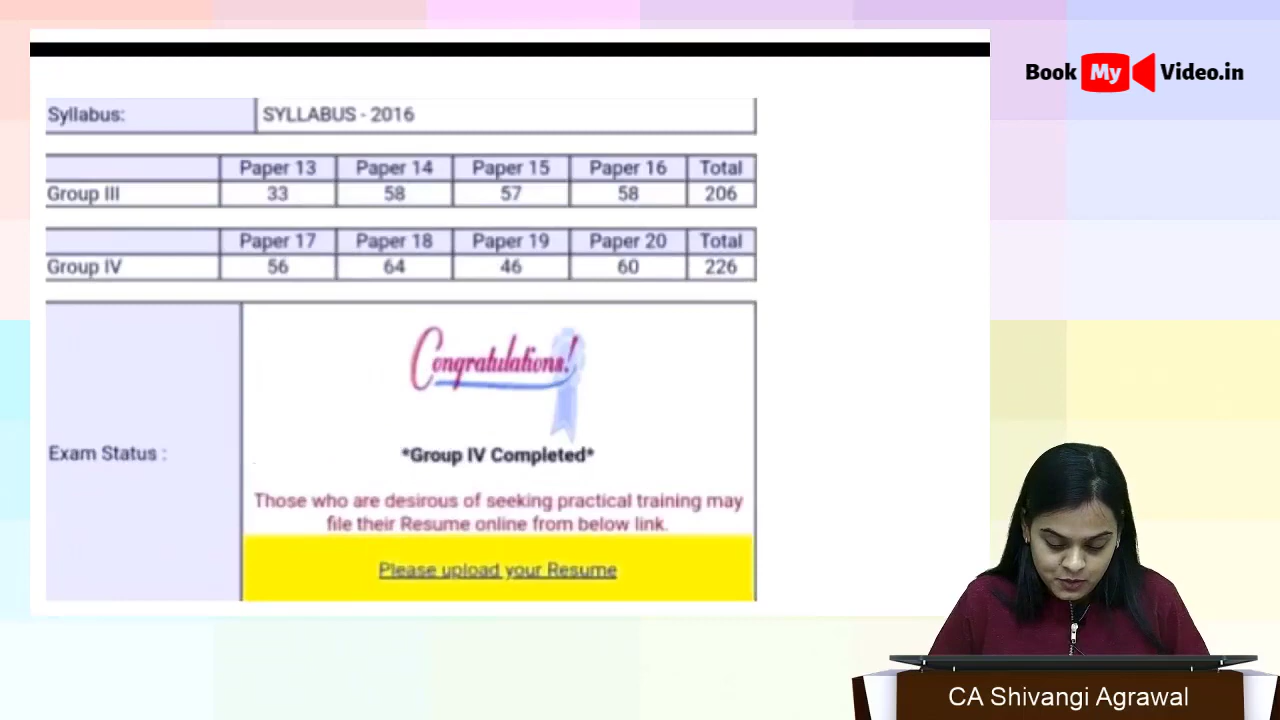 Book My Video.in
Syllabus: SYLLABUS - 2016
Paper 13 Paper 14 Paper 15 Paper 16 Total
Group III 33 58 57 58 206
Paper 17 Paper 18 Paper 19 Paper 20 Total
Group IV 56 64 46 60 226
Congratulations!
Exam Status : *Group IV Completed*
Those who are desirous of seeking practical training may
file their Resume online from below link.
Please upload your Resume
CA Shivangi Agrawal